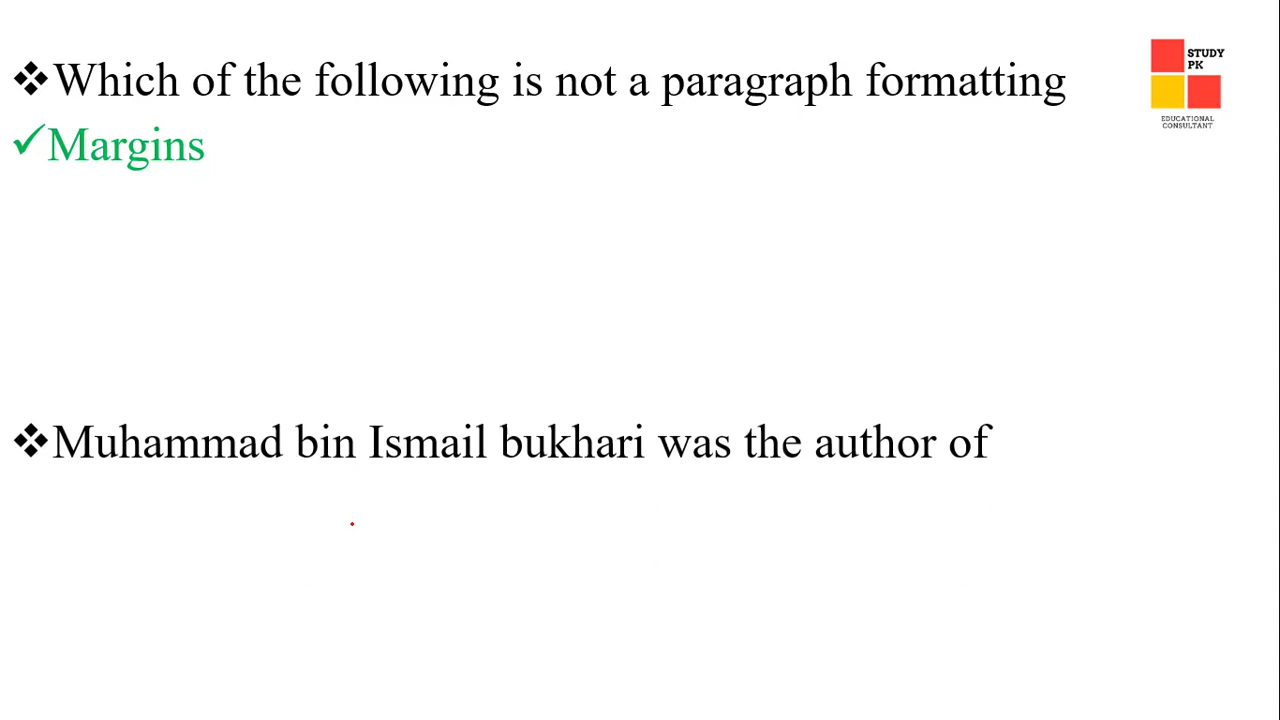 ❖Which of the following is not a paragraph formatting
✓Margins
❖Muhammad bin Ismail bukhari was the author of
STUDY
PK
EDUCATIONAL
CONSULTANT